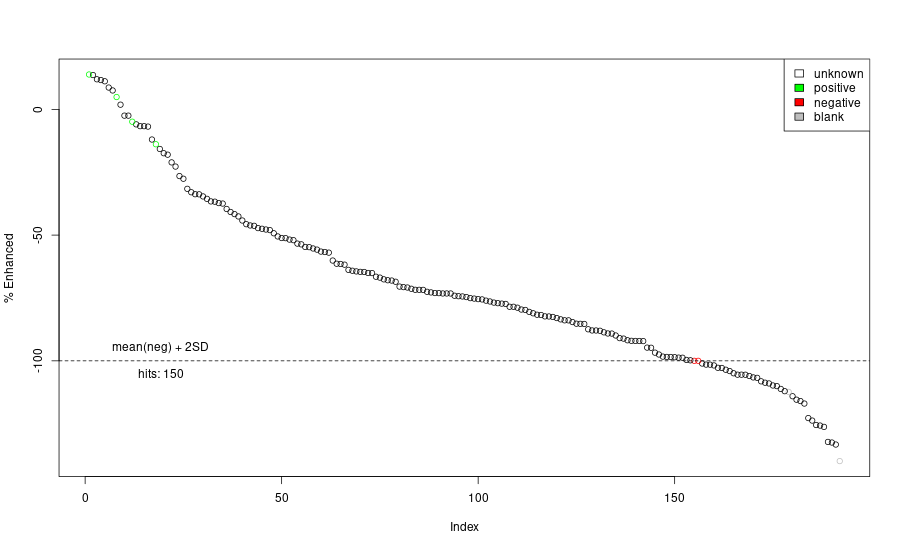 unknown
positive
negative
blank
0
-50
-100
% Enhanced
mean(neg) + 2SD
hits: 150
0
50
100
150
Index